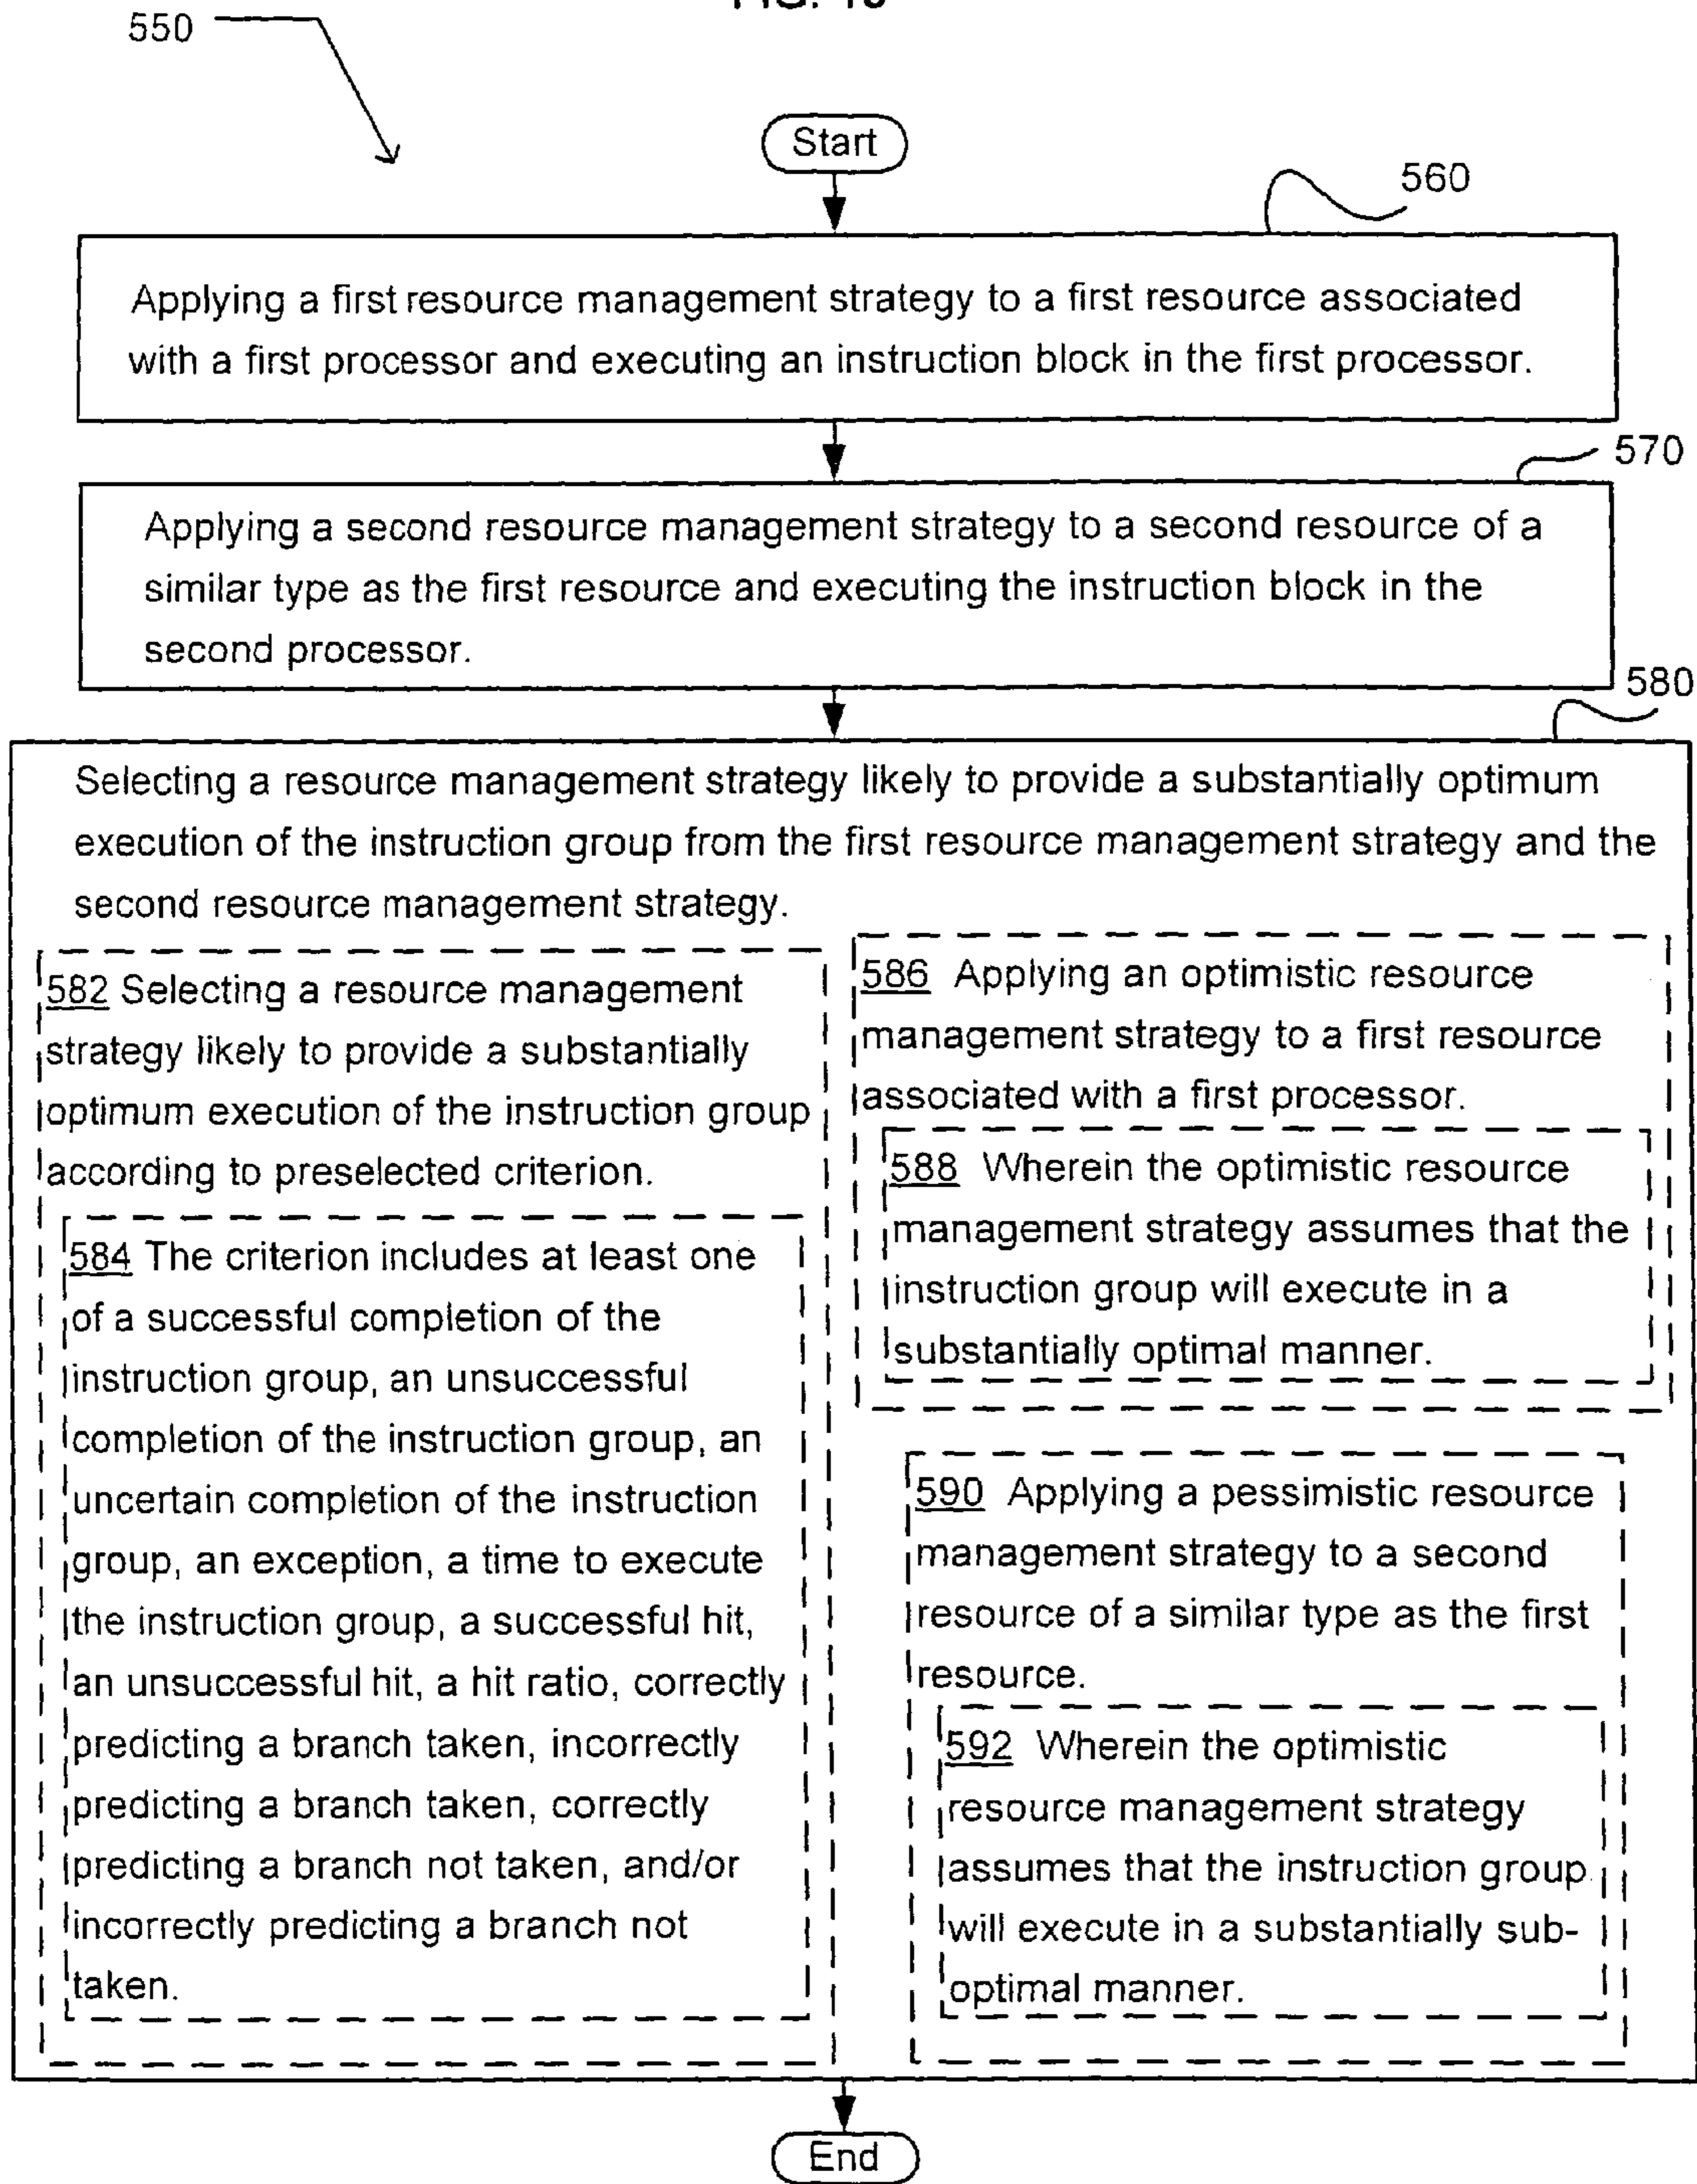 550
Start
560
Applying a first resource management strategy to a first resource associated
with a first processor and executing an instruction block in the first processor.
570
Applying a second resource management strategy to a second resource of a
similar type as the first resource and executing the instruction block in the
second processor.
580
Selecting a resource management strategy likely to provide a substantially optimum
execution of the instruction group from the first resource management strategy and the
second resource management strategy.
582 Selecting a resource management
strategy likely to provide a substantially
optimum execution of the instruction group
according to preselected criterion.
584 The criterion includes at least one
of a successful completion of the
instruction group, an unsuccessful
completion of the instruction group, an
uncertain completion of the instruction
group, an exception, a time to execute
the instruction group, a successful hit,
an unsuccessful hit, a hit ratio, correctly
predicting a branch taken, incorrectly
predicting a branch taken, correctly
predicting a branch not taken, and/or
incorrectly predicting a branch not
taken.
586 Applying an optimistic resource
management strategy to a first resource
associated with a first processor.
588 Wherein the optimistic resource
management strategy assumes that the
instruction group will execute in a
substantially optimal manner.
590 Applying a pessimistic resource
management strategy to a second
resource of a similar type as the first
resource.
592 Wherein the optimistic
resource management strategy
assumes that the instruction group
will execute in a substantially sub-
optimal manner.
End